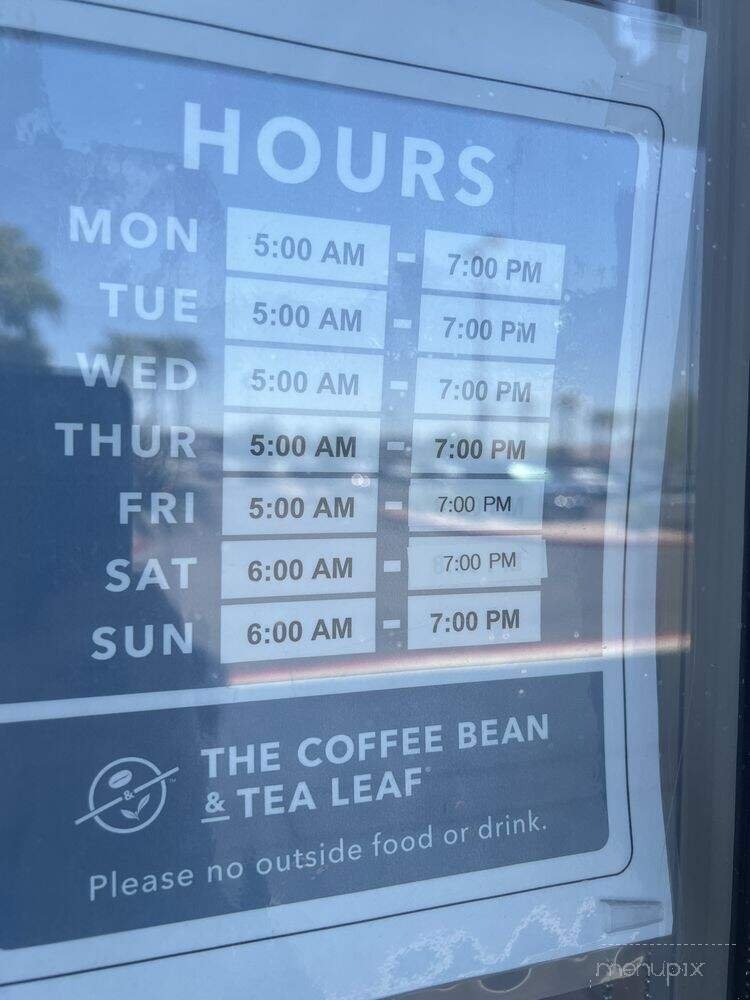 HOURS
MON 5:00 AM - 7:00 PM
TUE 5:00 AM - 7:00 PM
WED 5:00 AM - 7:00 PM
THUR 5:00 AM - 7:00 PM
FRI 5:00 AM - 7:00 PM
SAT 6:00 AM - 7:00 PM
SUN 6:00 AM - 7:00 PM
THE COFFEE BEAN
& TEA LEAF
&
TM
Please no outside food or drink.
menupix